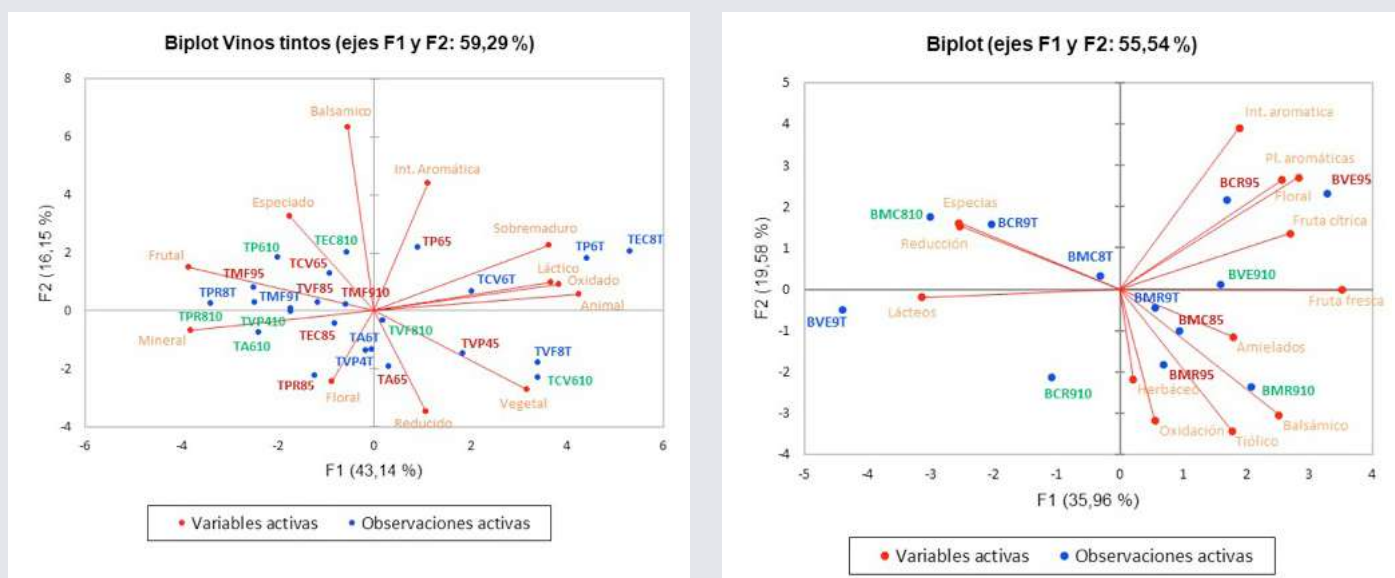 Biplot Vinos tintos (ejes F1 y F2: 59,29 %)
8
6
4
2
0
-2
-4
-6
-4
-2
0
2
4
6
F2 (16,15 %)
F1 (43,14 %)
Balsamico
Int. Aromática
Especiado
Sobremaduro
Frutal
TP610
TEC810
TP65
TP6T
TEC8T
TCV65
TMF95
Láctico
Oxidado
TCV6T
TPR8T
TMF9T
TVF85
TMF910
Animal
TPR810
TVP410
Mineral
TA610
TEC85
TVF810
TA6T
TVP4T
TVP45
TVF8T
TPR85
TA65
TCV610
Floral
Reducido
Vegetal
Variables activas
Observaciones activas
Biplot (ejes F1 y F2: 55,54 %)
5
4
3
2
1
0
-1
-2
-3
-4
-5
-4
-3
-2
-1
0
1
2
3
4
F2 (19,58 %)
F1 (35,96 %)
Int. aromatica
Pl. aromáticas
BCR95
BVE95
Floral
Especias
BMC810
BCR9T
Fruta cítrica
Reducción
BMC8T
BVE910
Lácteos
BMR9T
Fruta fresca
BVE9T
BMC85
Amielados
BCR910
BMR95
Herbáceo
BMR910
Oxidación
Tiólico
Balsámico
Variables activas
Observaciones activas